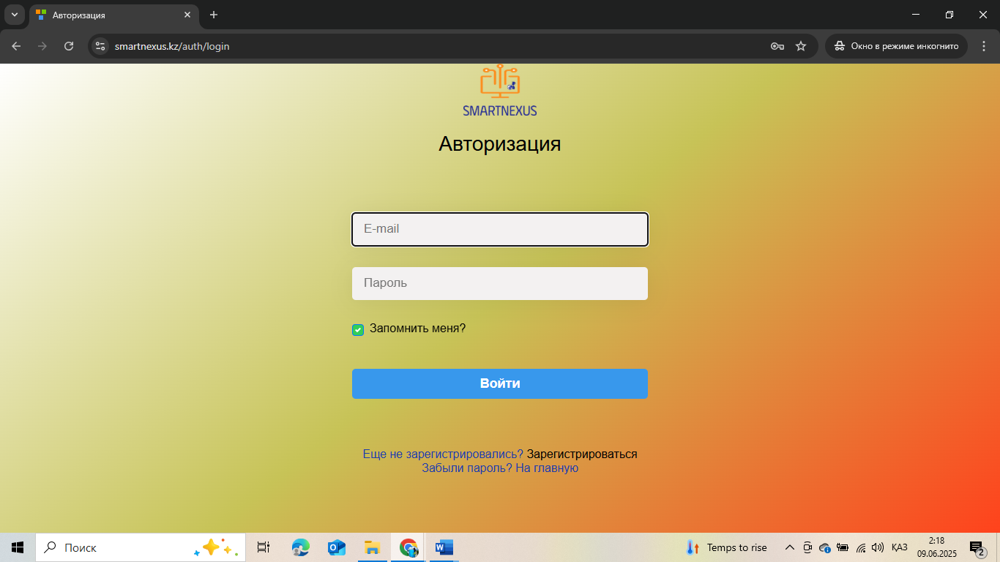 Авторизация
smartnexus.kz/auth/login
Окно в режиме инкогнито
SMARTNEXUS
Авторизация
E-mail
Пароль
Запомнить меня?
Войти
Еще не зарегистрировались? Зарегистрироваться
Забыли пароль? На главную
Поиск
Temps to rise
ҚАЗ
2:18
09.06.2025
2